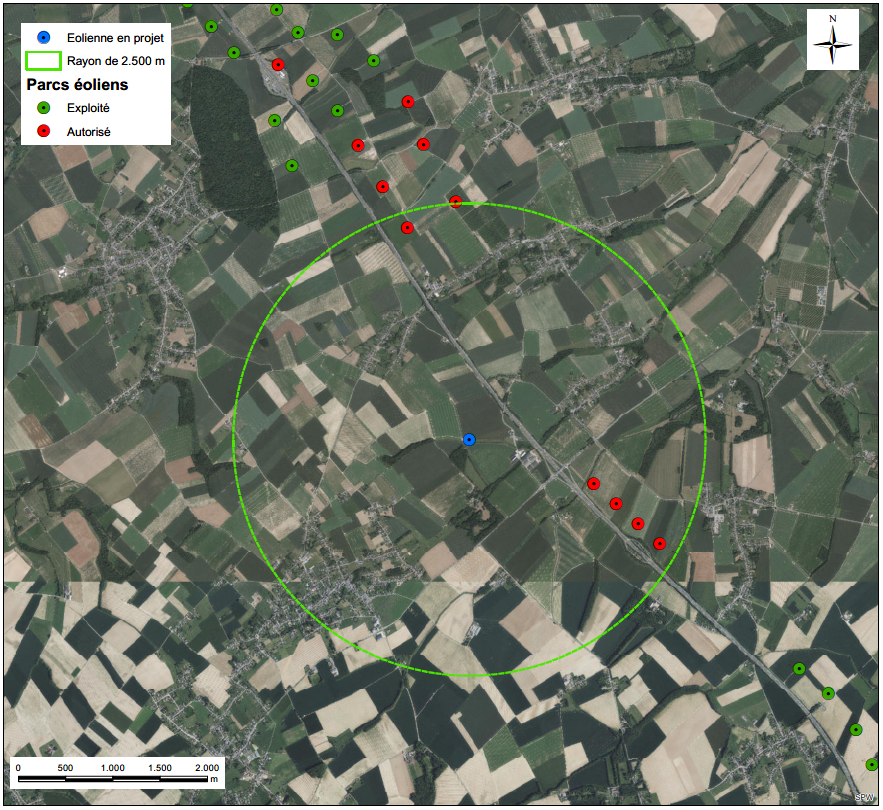 Eolienne en projet
Rayon de 2.500 m
Parcs éoliens
Exploité
Autorisé
N
0 500 1.000 1.500 2.000
m
SPW